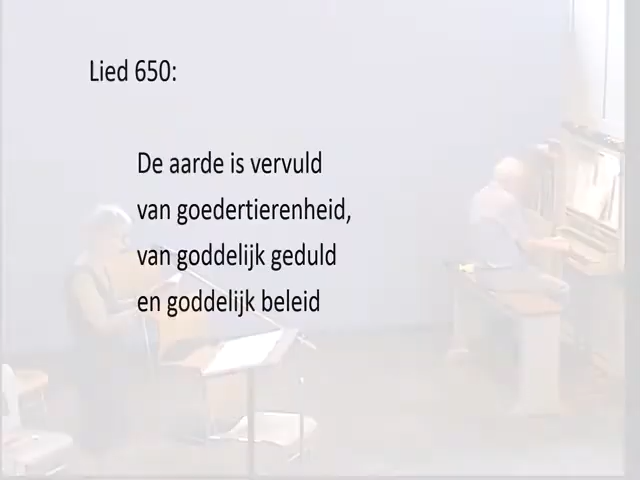 Lied 650:
De aarde is vervuld
van goedertierenheid,
van goddelijk geduld
en goddelijk beleid